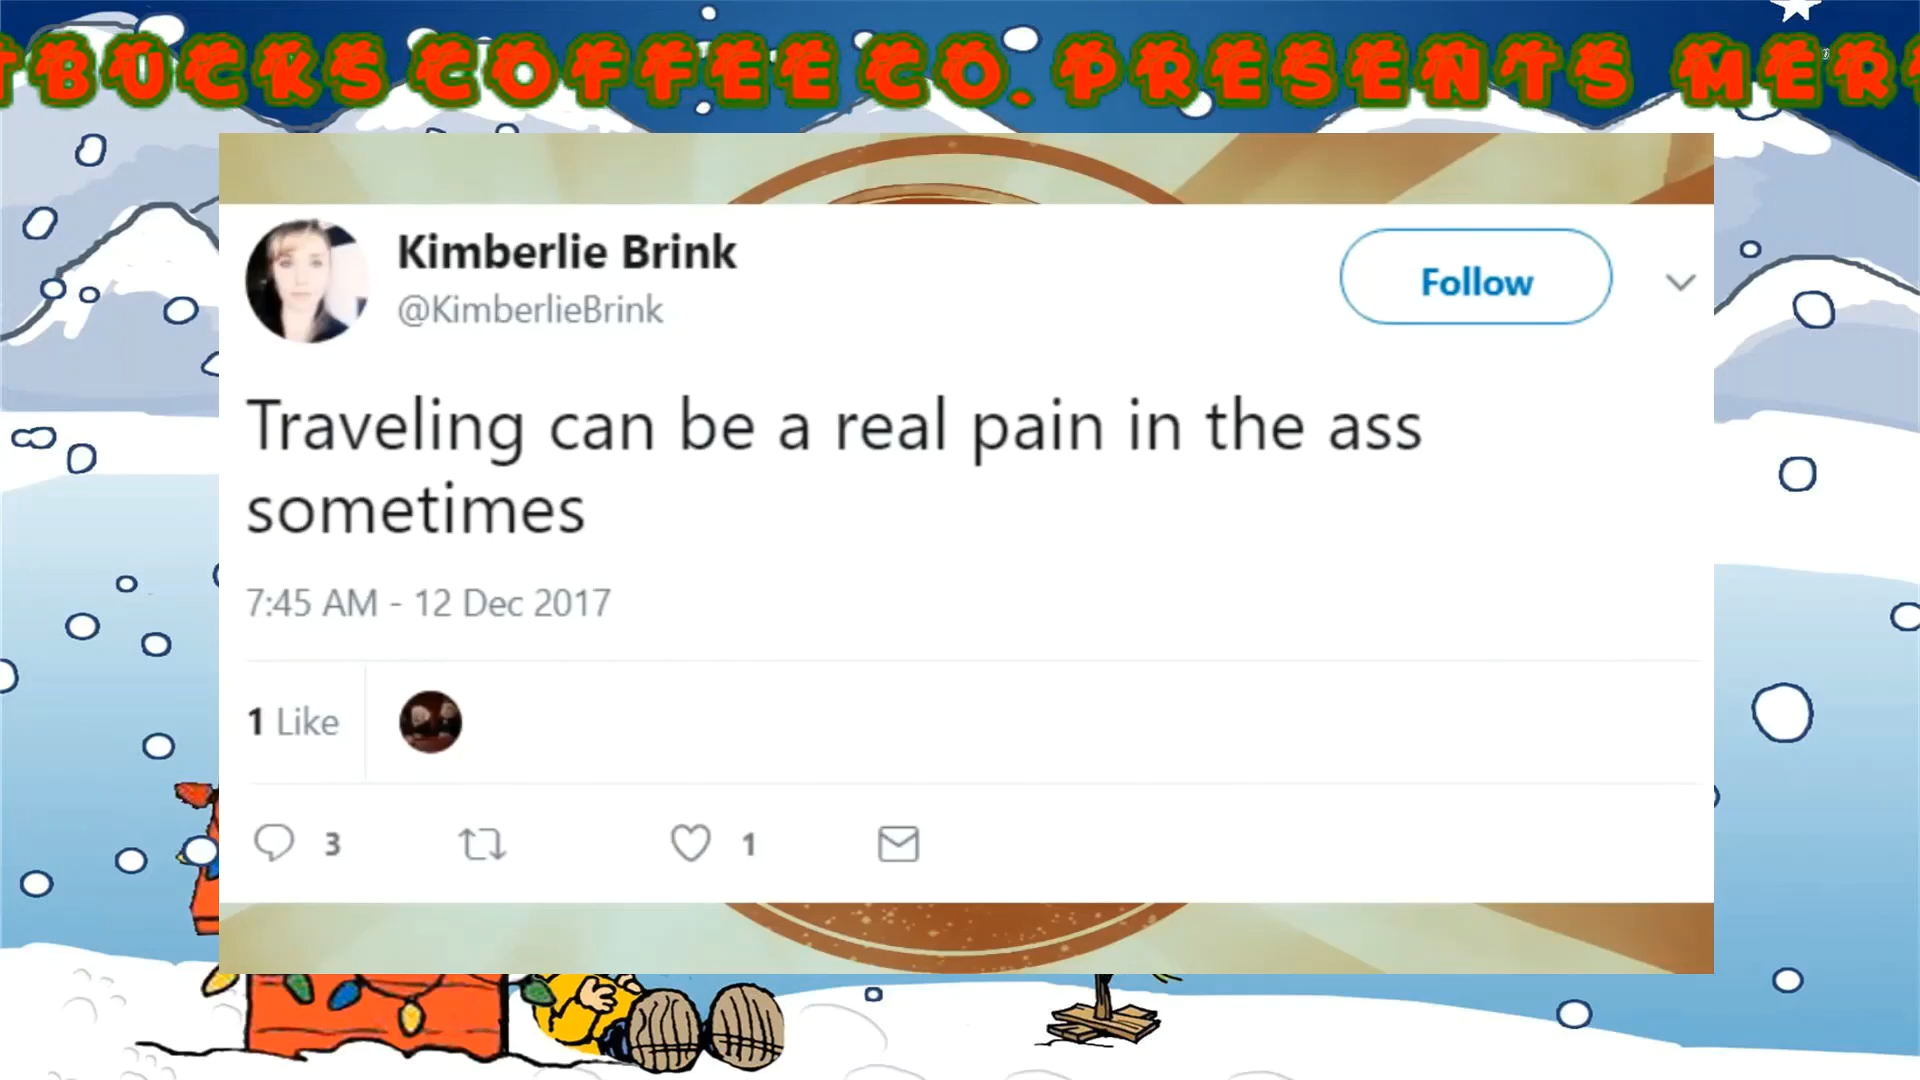 TBUCKS COFFEE CO. PRESENTS MER
Kimberlie Brink
@KimberlieBrink
Follow
Traveling can be a real pain in the ass
sometimes
7:45 AM - 12 Dec 2017
1 Like
3
1